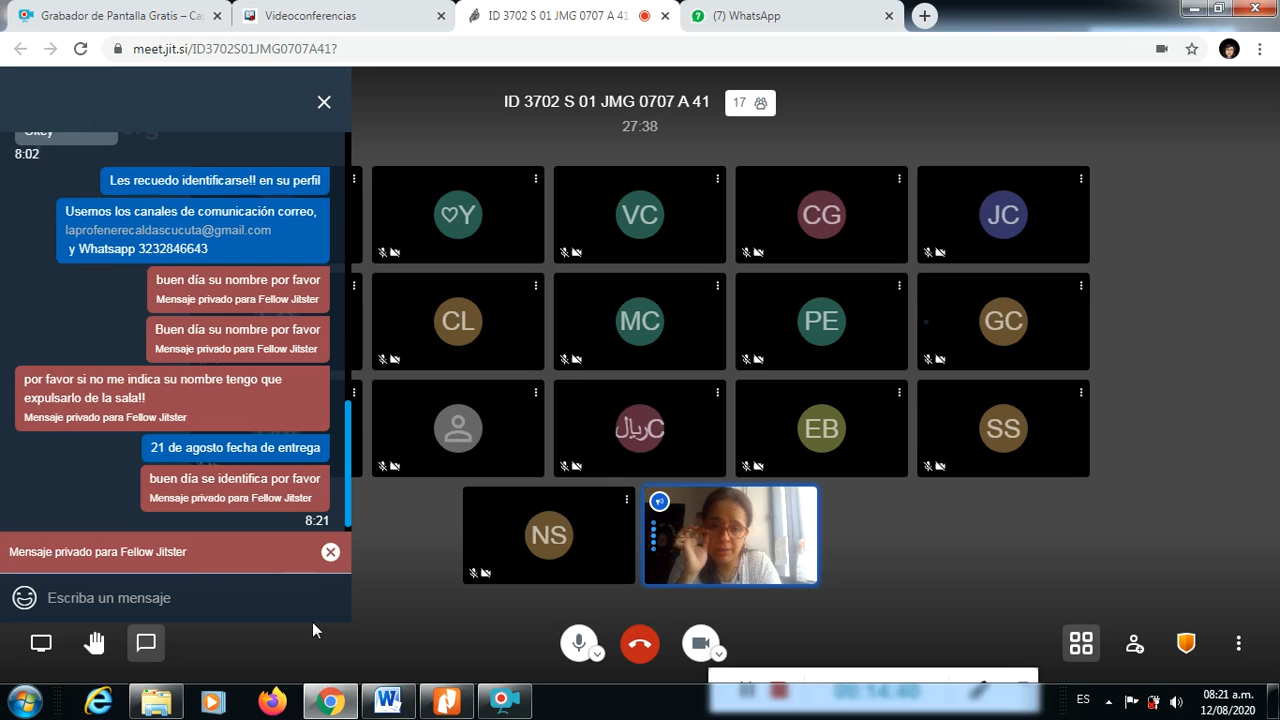 Grabador de Pantalla Gratis – Ca
Videoconferencias
ID 3702 S 01 JMG 0707 A 41
(7) WhatsApp
meet.jit.si/ID3702S01JMG0707A41?
ID 3702 S 01 JMG 0707 A 41
17
27:38
Okey
8:02
Les recuedo identificarse!! en su perfil
Usemos los canales de comunicación correo,
laprofenerecaldascucuta@gmail.com
y Whatsapp 3232846643
buen día su nombre por favor
Mensaje privado para Fellow Jitster
Buen día su nombre por favor
Mensaje privado para Fellow Jitster
por favor si no me indica su nombre tengo que
expulsarlo de la sala!!
Mensaje privado para Fellow Jitster
21 de agosto fecha de entrega
buen día se identifica por favor
Mensaje privado para Fellow Jitster
8:21
Mensaje privado para Fellow Jitster
Escriba un mensaje
♡Y
VC
CG
JC
CL
MC
PE
GC
﷼C
EB
SS
NS
00:14:40
ES
08:21 a.m.
12/08/2020